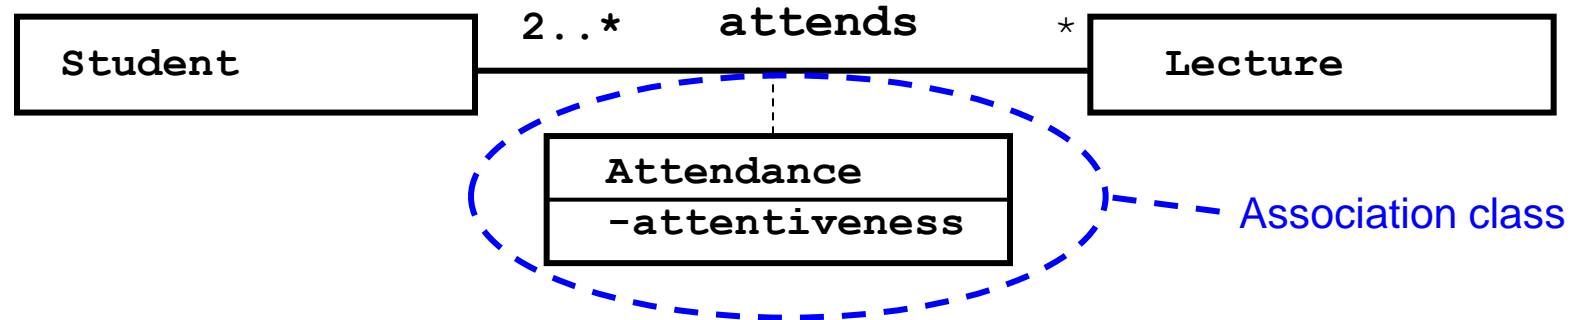 2..* attends *
Student
Lecture
Attendance
-attentiveness
Association class